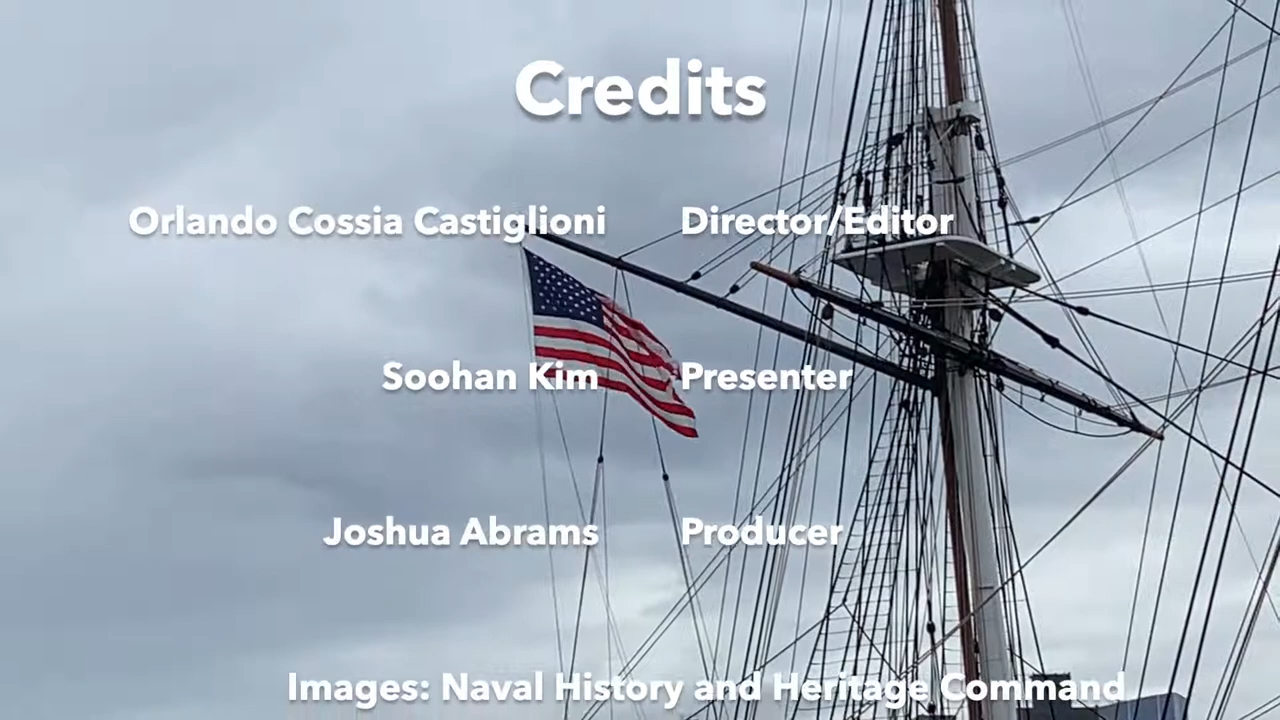 Credits
Orlando Cossia Castiglioni Director/Editor
Soohan Kim Presenter
Joshua Abrams Producer
Images: Naval History and Heritage Command